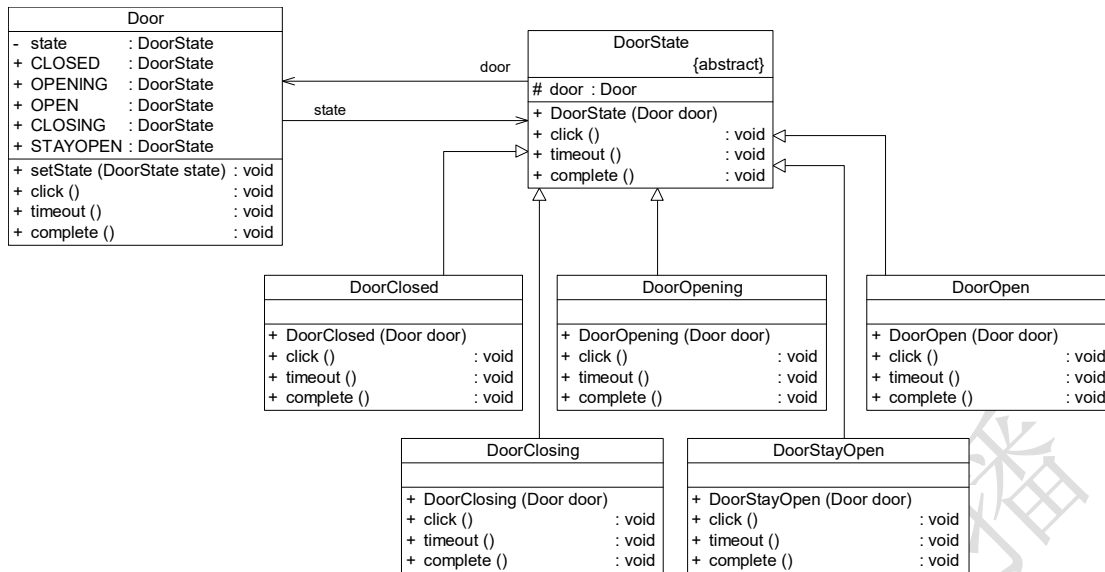 Door
- state : DoorState
+ CLOSED : DoorState
+ OPENING : DoorState
+ OPEN : DoorState
+ CLOSING : DoorState
+ STAYOPEN : DoorState
+ setState (DoorState state) : void
+ click () : void
+ timeout () : void
+ complete () : void
door
state
DoorState
{abstract}
# door : Door
+ DoorState (Door door)
+ click () : void
+ timeout () : void
+ complete () : void
DoorClosed
+ DoorClosed (Door door)
+ click () : void
+ timeout () : void
+ complete () : void
DoorOpening
+ DoorOpening (Door door)
+ click () : void
+ timeout () : void
+ complete () : void
DoorOpen
+ DoorOpen (Door door)
+ click () : void
+ timeout () : void
+ complete () : void
DoorClosing
+ DoorClosing (Door door)
+ click () : void
+ timeout () : void
+ complete () : void
DoorStayOpen
+ DoorStayOpen (Door door)
+ click () : void
+ timeout () : void
+ complete () : void
播